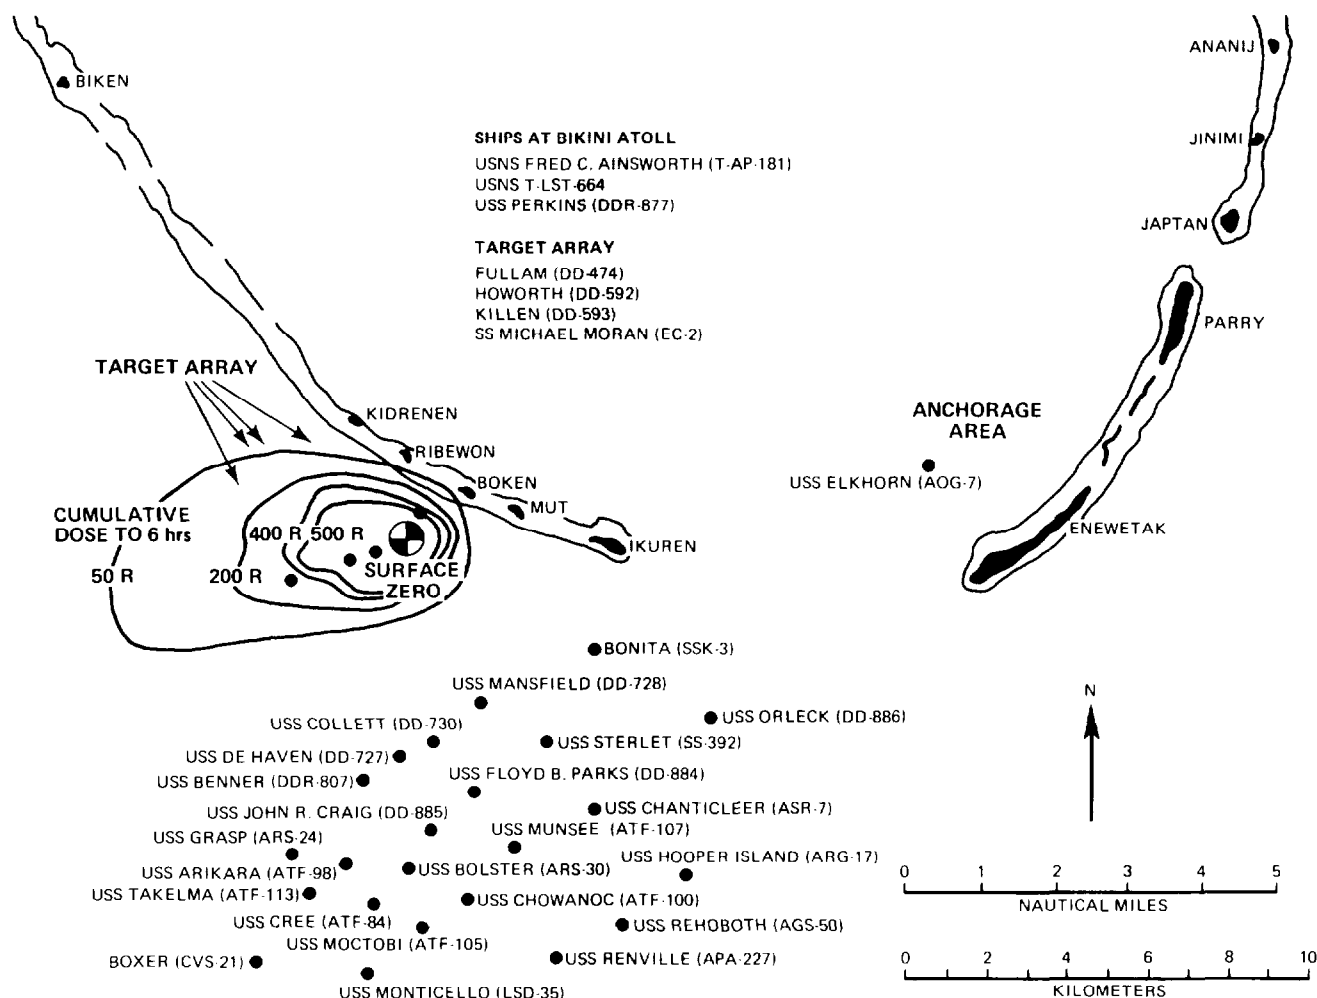 ANANIJ
BIKEN
SHIPS AT BIKINI ATOLL
JINIMI
USNS FRED C. AINSWORTH (T-AP-181)
USNS T-LST-664
USS PERKINS (DDR-877)
JAPTAN
TARGET ARRAY
FULLAM (DD-474)
HOWORTH (DD-592)
KILLEN (DD-593)
SS MICHAEL MORAN (EC-2)
PARRY
TARGET ARRAY
KIDRENEN
ANCHORAGE
AREA
RIBEWON
BOKEN
USS ELKHORN (AOG-7)
MUT
CUMULATIVE
DOSE TO 6 hrs
400 R
500 R
ENEWETAK
IKUREN
50 R
200 R
SURFACE
ZERO
BONITA (SSK-3)
USS MANSFIELD (DD-728)
N
USS ORLECK (DD-886)
USS COLLETT (DD-730)
USS STERLET (SS-392)
USS DE HAVEN (DD-727)
USS FLOYD B. PARKS (DD-884)
USS BENNER (DDR-807)
USS CHANTICLEER (ASR-7)
USS JOHN R. CRAIG (DD-885)
USS MUNSEE (ATF-107)
USS GRASP (ARS-24)
USS HOOPER ISLAND (ARG-17)
USS ARIKARA (ATF-98)
USS BOLSTER (ARS-30)
0 1 2 3 4 5
NAUTICAL MILES
USS TAKELMA (ATF-113)
USS CHOWANOC (ATF-100)
USS CREE (ATF-84)
USS REHOBOTH (AGS-50)
USS MOCTOBI (ATF-105)
BOXER (CVS-21)
USS RENVILLE (APA-227)
0 2 4 6 8 10
KILOMETERS
USS MONTICELLO (LSD-35)